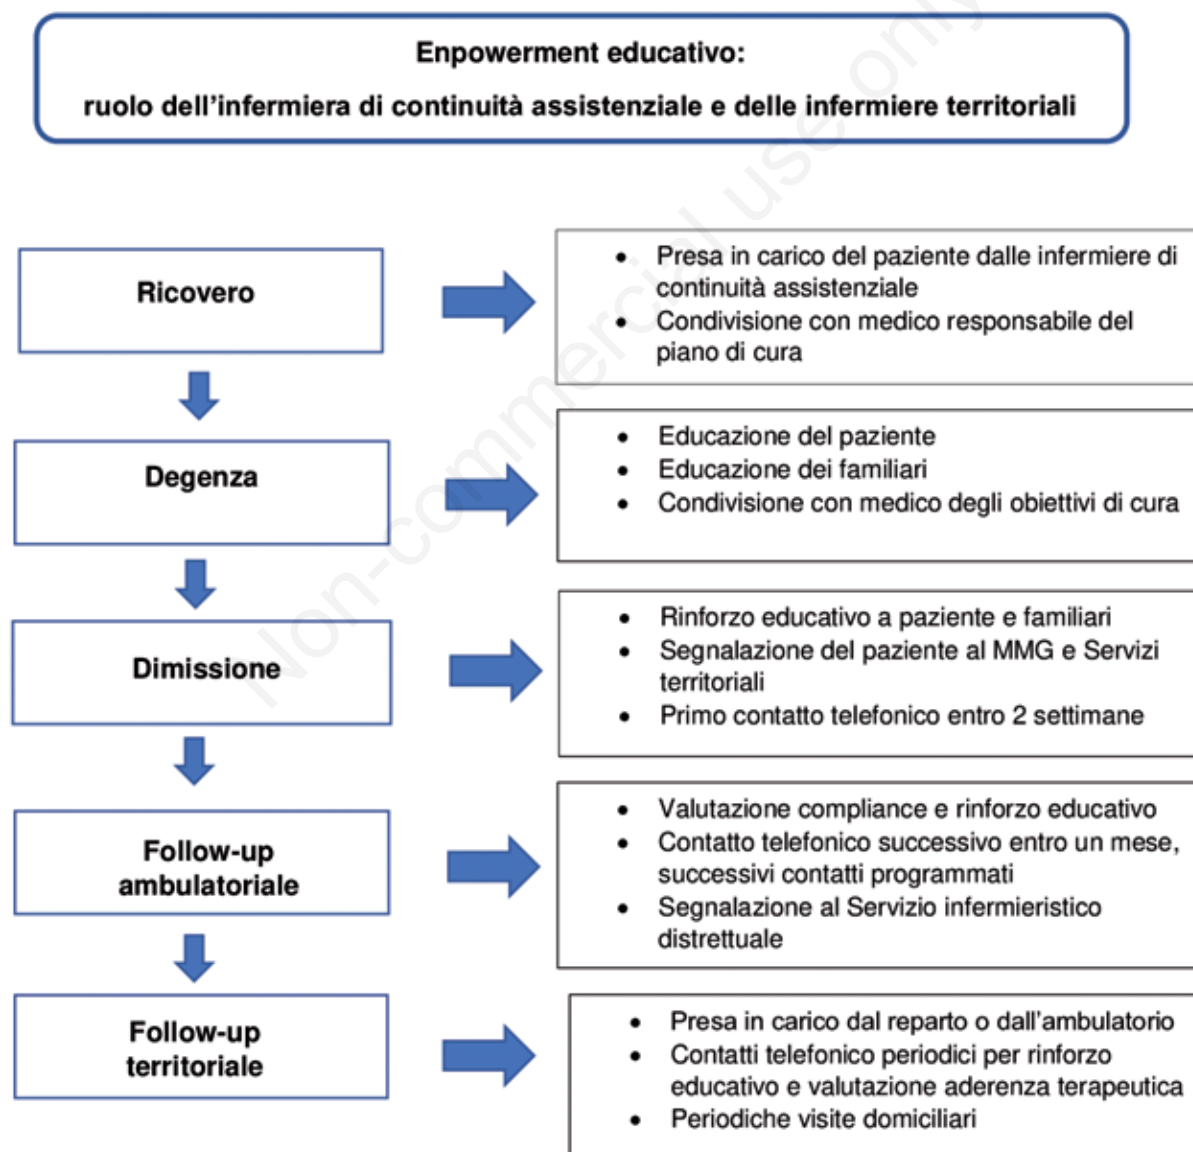 Enpowerment educativo:
ruolo dell'infermiera di continuità assistenziale e delle infermiere territoriali
Ricovero
• Presa in carico del paziente dalle infermiere di
continuità assistenziale
• Condivisione con medico responsabile del
piano di cura
Degenza
• Educazione del paziente
• Educazione dei familiari
• Condivisione con medico degli obiettivi di cura
Dimissione
• Rinforzo educativo a paziente e familiari
• Segnalazione del paziente al MMG e Servizi
territoriali
• Primo contatto telefonico entro 2 settimane
Follow-up
ambulatoriale
• Valutazione compliance e rinforzo educativo
• Contatto telefonico successivo entro un mese,
successivi contatti programmati
• Segnalazione al Servizio infermieristico
distrettuale
Follow-up
territoriale
• Presa in carico dal reparto o dall'ambulatorio
• Contatti telefonico periodici per rinforzo
educativo e valutazione aderenza terapeutica
• Periodiche visite domiciliari
Non-commercial use only